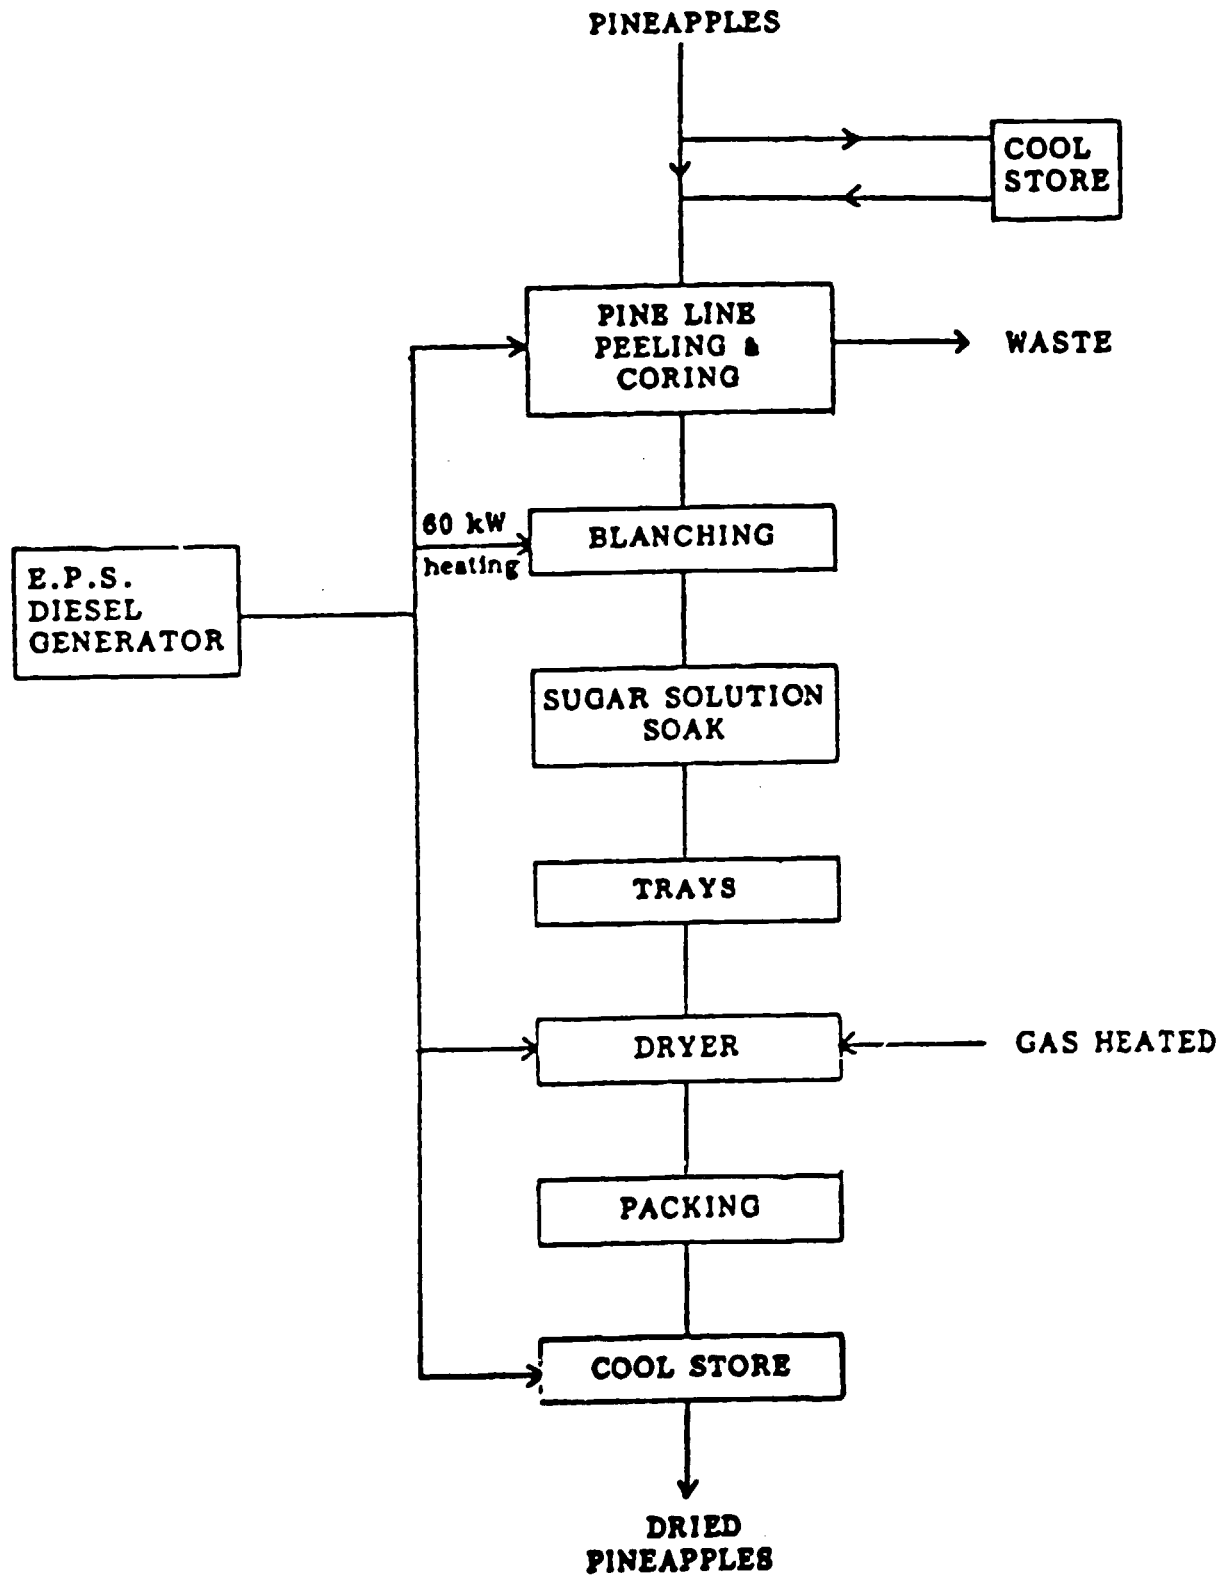 PINEAPPLES
COOL
STORE
PINE LINE
PEELING &
CORING
WASTE
60 kW
heating
BLANCHING
E.P.S.
DIESEL
GENERATOR
SUGAR SOLUTION
SOAK
TRAYS
DRYER
GAS HEATED
PACKING
COOL STORE
DRIED
PINEAPPLES